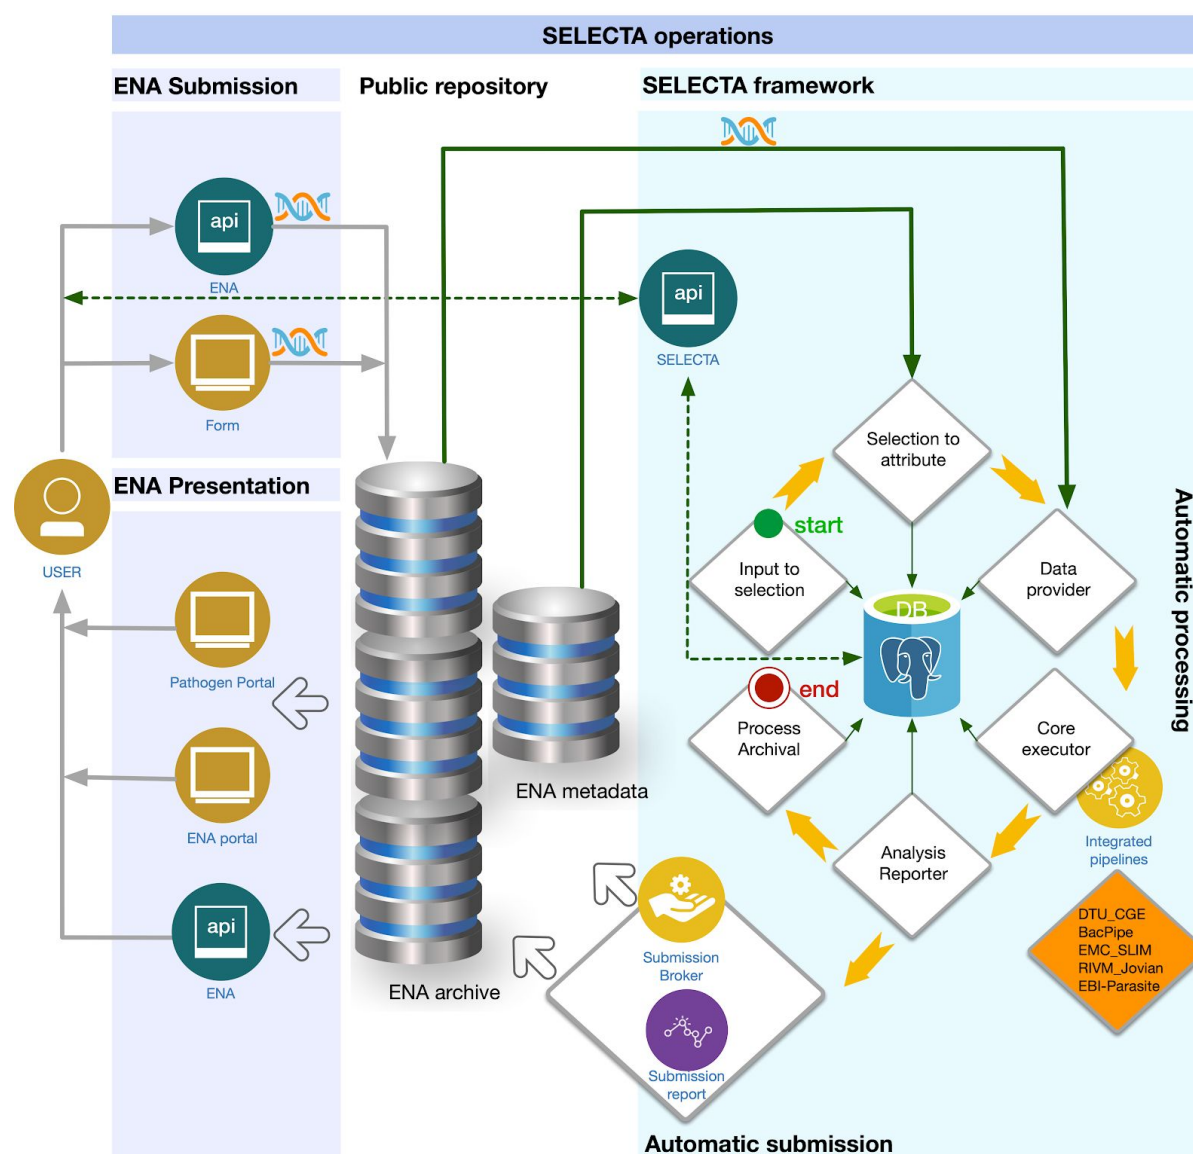 SELECTA operations
ENA Submission
Public repository
SELECTA framework
api
ENA
Form
api
SELECTA
ENA Presentation
USER
Pathogen Portal
ENA portal
api
ENA
ENA archive
ENA metadata
Selection to
attribute
start
Input to
selection
Data
provider
DB
end
Process
Archival
Core
executor
Analysis
Reporter
Integrated
pipelines
DTU_CGE
BacPipe
EMC_SLIM
RIVM_Jovian
EBI-Parasite
Automatic processing
Submission
Broker
Submission
report
Automatic submission